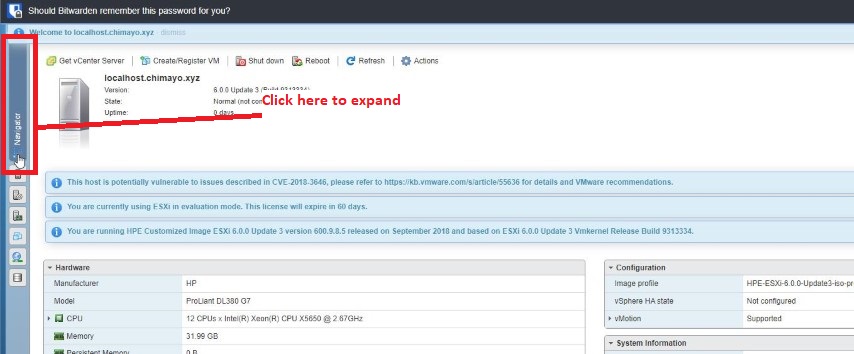 Should Bitwarden remember this password for you?
Welcome to localhost.chimayo.xyz - dismiss
Navigator
Get vCenter Server | Create/Register VM | Shut down Reboot | Refresh | Actions
localhost.chimayo.xyz
Version: 6.0.0 Update 3 (Build 9313334)
State: Normal (not con
Uptime: 0 days
Click here to expand
This host is potentially vulnerable to issues described in CVE-2018-3646, please refer to https://kb.vmware.com/s/article/55636 for details and VMware recommendations.
You are currently using ESXi in evaluation mode. This license will expire in 60 days.
You are running HPE Customized Image ESXi 6.0.0 Update 3 version 600.9.8.5 released on September 2018 and based on ESXi 6.0.0 Update 3 Vmkernel Release Build 9313334.
Hardware
Manufacturer HP
Model ProLiant DL380 G7
CPU 12 CPUs x Intel(R) Xeon(R) CPU X5650 @ 2.67GHz
Memory 31.99 GB
Persistent Memory 0 B
Configuration
Image profile HPE-ESXi-6.0.0-Update3-iso-pr
vSphere HA state Not configured
vMotion Supported
System Information